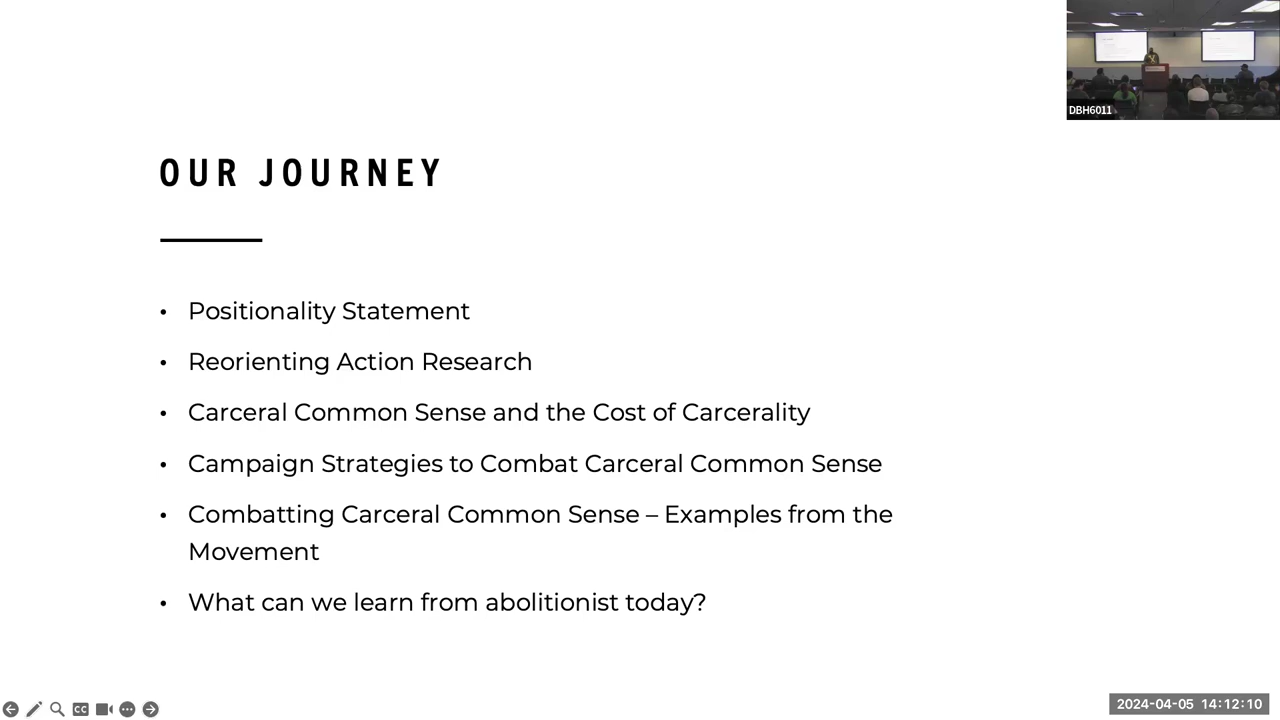 DBH6011
OUR JOURNEY
• Positionality Statement
• Reorienting Action Research
• Carceral Common Sense and the Cost of Carcerality
• Campaign Strategies to Combat Carceral Common Sense
• Combatting Carceral Common Sense – Examples from the
Movement
• What can we learn from abolitionist today?
CC
2024-04-05 14:12:10